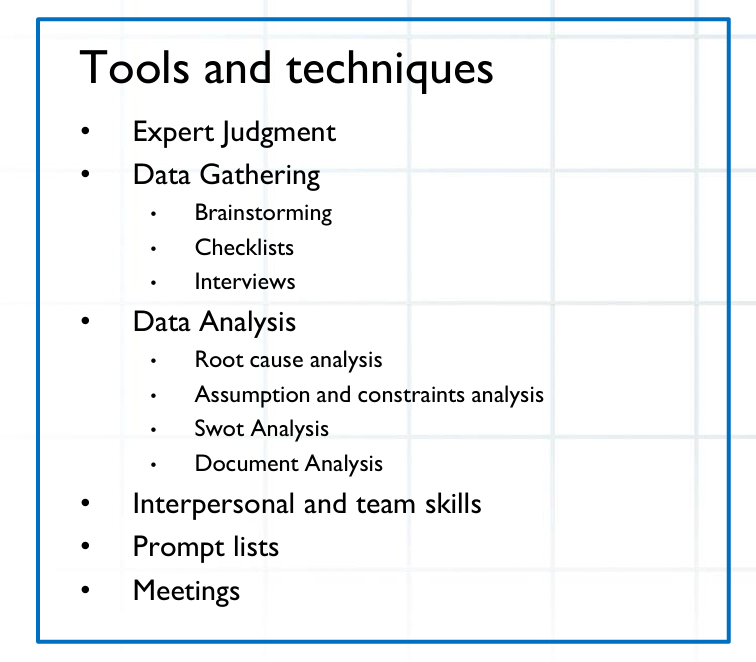 Tools and techniques
• Expert Judgment
• Data Gathering
• Brainstorming
• Checklists
• Interviews
• Data Analysis
• Root cause analysis
• Assumption and constraints analysis
• Swot Analysis
• Document Analysis
• Interpersonal and team skills
• Prompt lists
• Meetings